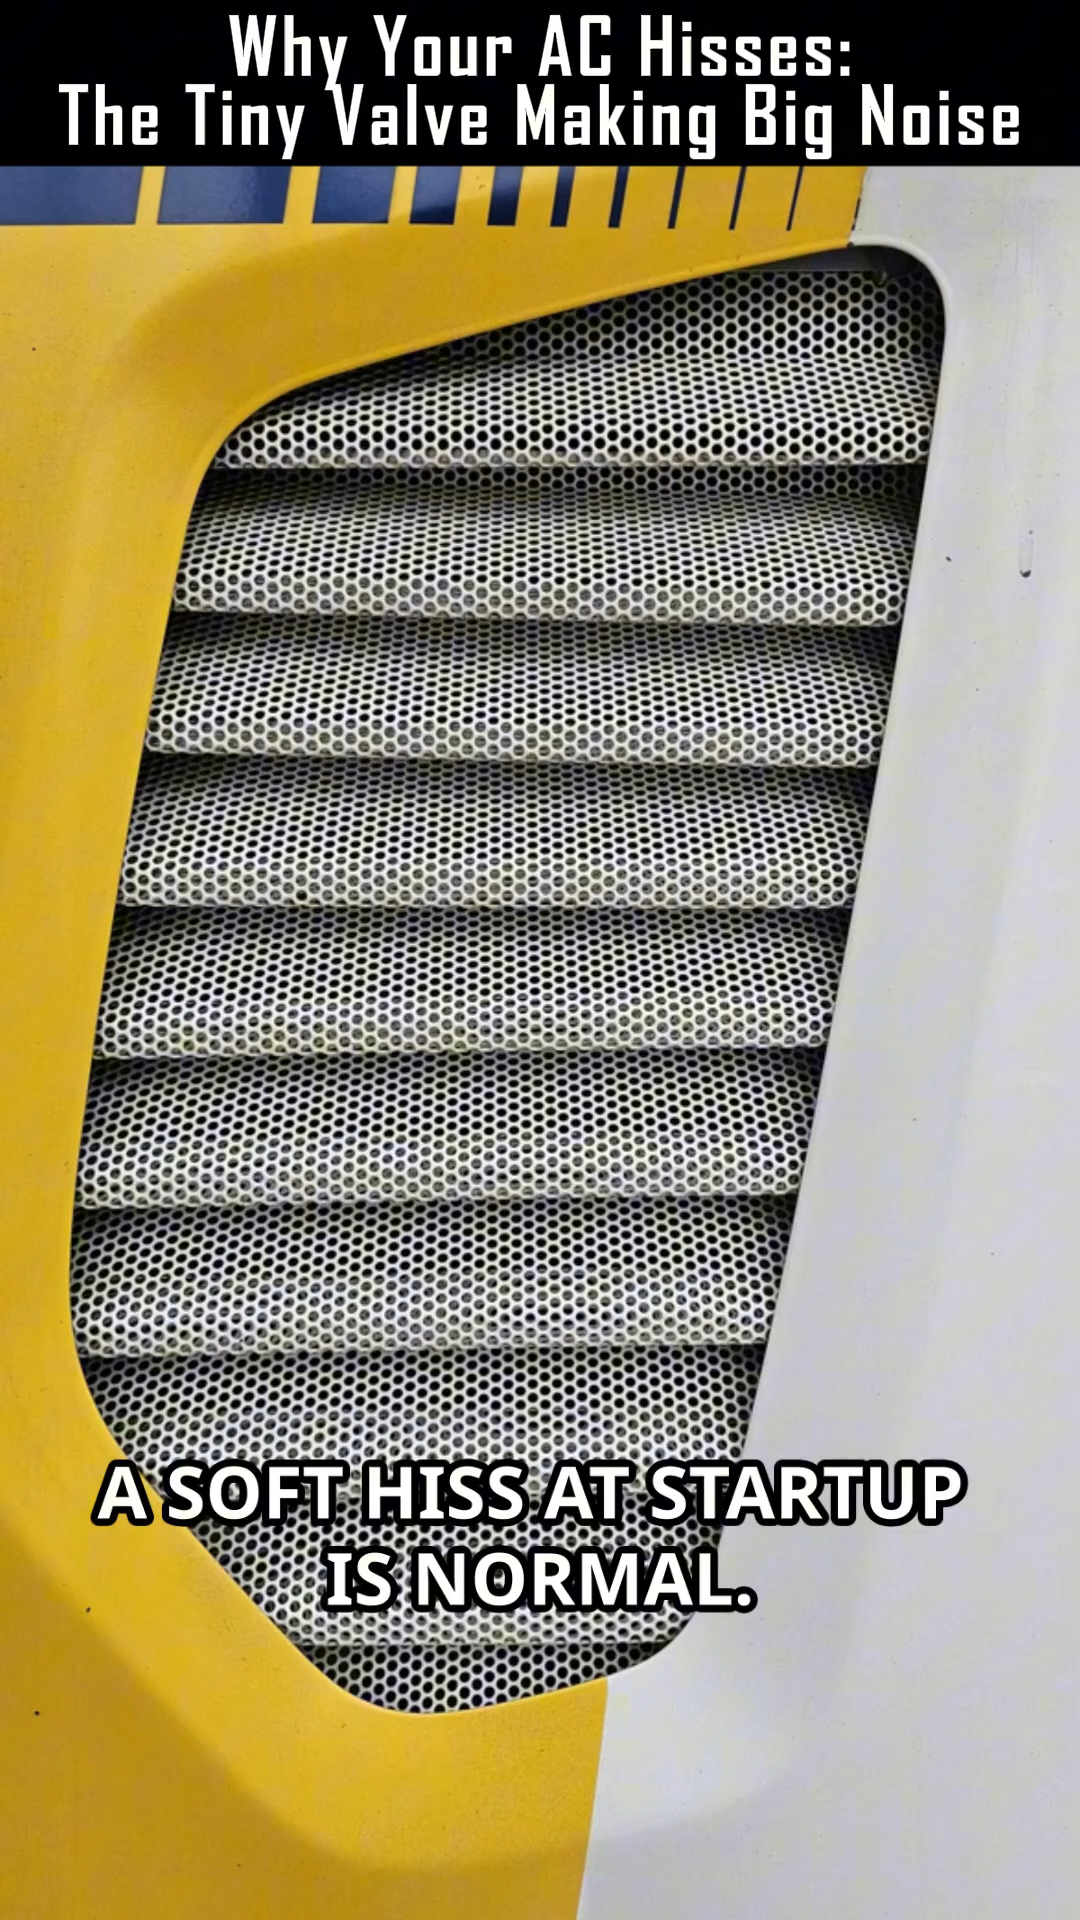 Why Your AC Hisses:
The Tiny Valve Making Big Noise
A SOFT HISS AT STARTUP
IS NORMAL.